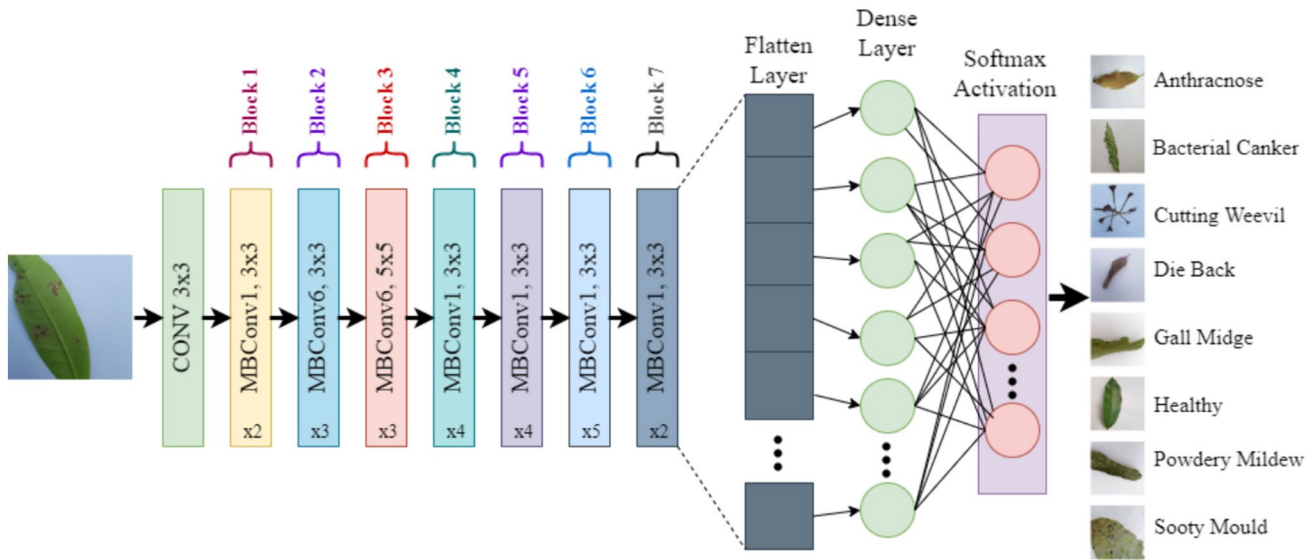 Block 1
Block 2
Block 3
Block 4
Block 5
Block 6
Block 7
CONV 3x3
MBConv1, 3x3
x2
MBConv6, 3x3
x3
MBConv6, 5x5
x3
MBConv1, 3x3
x4
MBConv1, 3x3
x4
MBConv1, 3x3
x5
MBConv1, 3x3
x2
Flatten
Layer
Dense
Layer
Softmax
Activation
Anthracnose
Bacterial Canker
Cutting Weevil
Die Back
Gall Midge
Healthy
Powdery Mildew
Sooty Mould